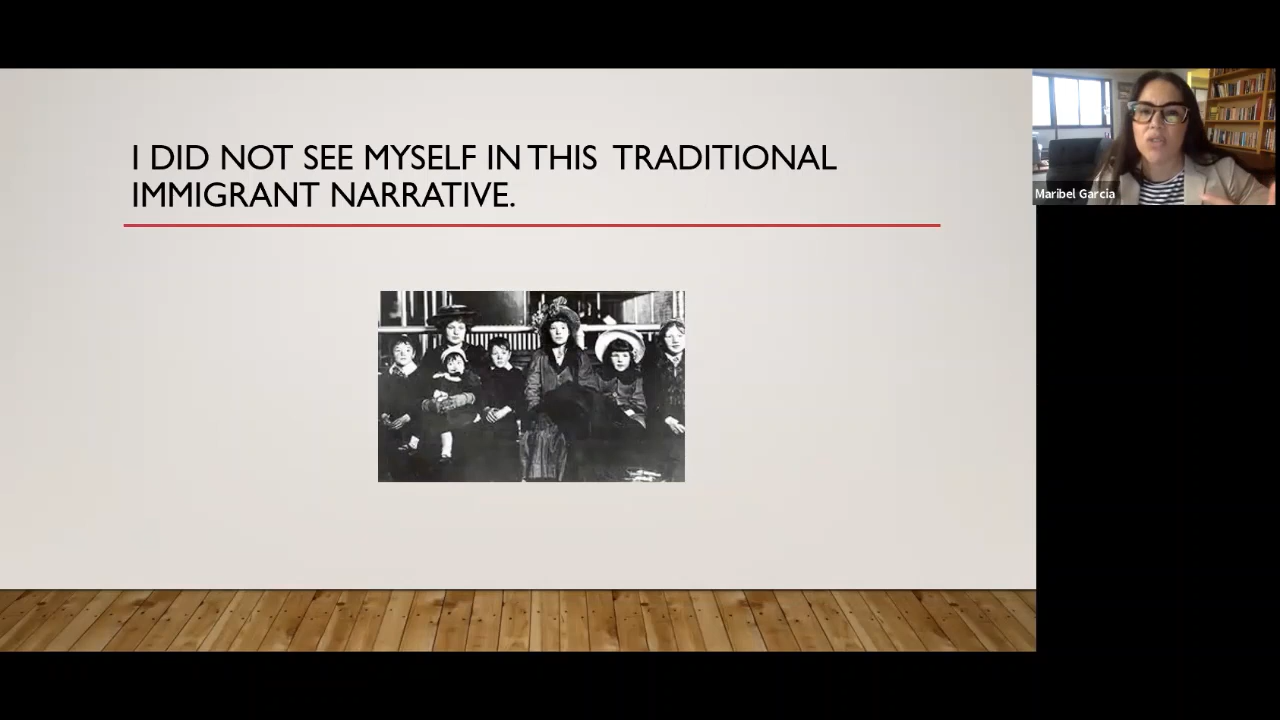 I DID NOT SEE MYSELF IN THIS TRADITIONAL
IMMIGRANT NARRATIVE.
Maribel Garcia